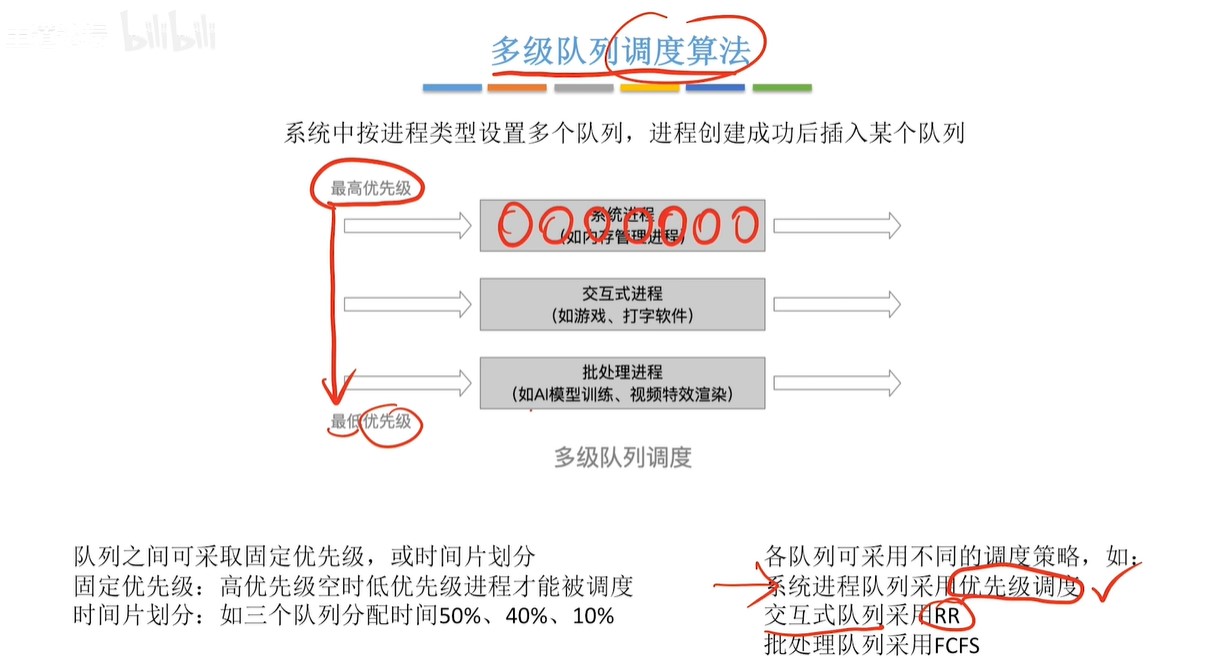 bilibili
多级队列调度算法
系统中按进程类型设置多个队列，进程创建成功后插入某个队列
最高优先级
系统进程
（如内存管理进程）
交互式进程
（如游戏、打字软件）
批处理进程
（如AI模型训练、视频特效渲染）
最低优先级
多级队列调度
队列之间可采取固定优先级，或时间片划分
固定优先级：高优先级空时低优先级进程才能被调度
时间片划分：如三个队列分配时间50%、40%、10%
各队列可采用不同的调度策略，如：
系统进程队列采用优先级调度
交互式队列采用RR
批处理队列采用FCFS